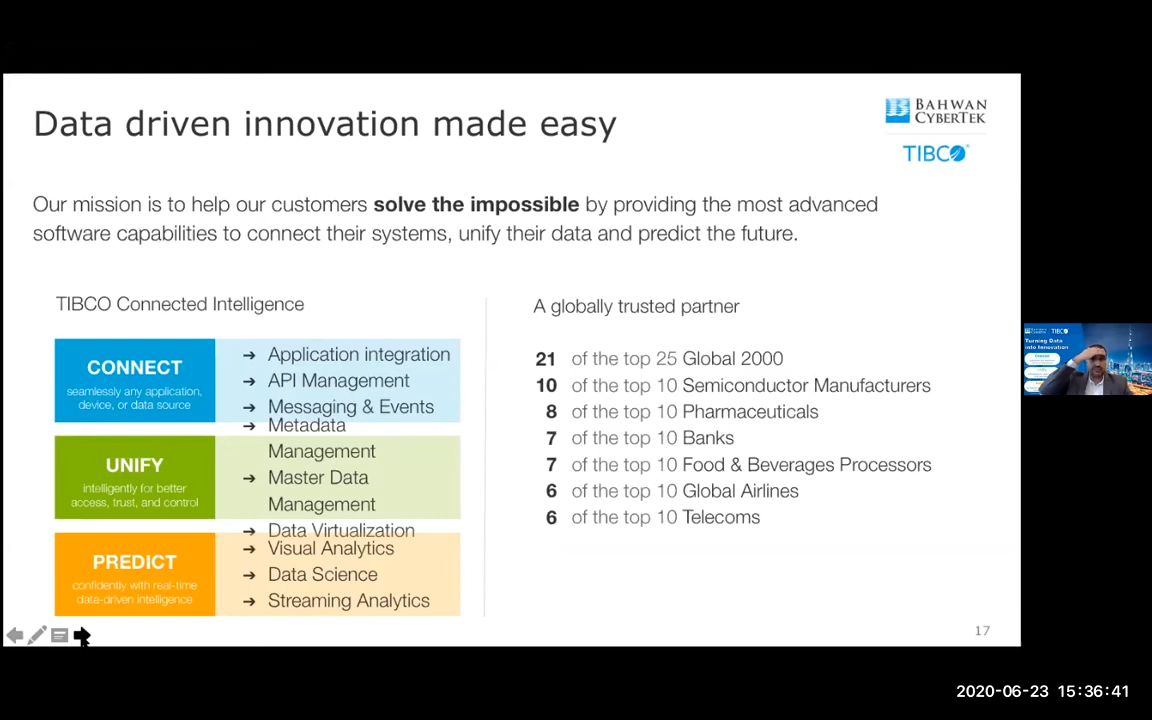 Data driven innovation made easy
BAHWAN
CYBERTEK
TIBCO
Our mission is to help our customers solve the impossible by providing the most advanced
software capabilities to connect their systems, unify their data and predict the future.
TIBCO Connected Intelligence
CONNECT
seamlessly any application,
device, or data source
➔ Application integration
➔ API Management
➔ Messaging & Events
UNIFY
intelligently for better
access, trust, and control
➔ Metadata
Management
➔ Master Data
Management
➔ Data Virtualization
PREDICT
confidently with real-time
data-driven intelligence
➔ Visual Analytics
➔ Data Science
➔ Streaming Analytics
A globally trusted partner
21 of the top 25 Global 2000
10 of the top 10 Semiconductor Manufacturers
8 of the top 10 Pharmaceuticals
7 of the top 10 Banks
7 of the top 10 Food & Beverages Processors
6 of the top 10 Global Airlines
6 of the top 10 Telecoms
17
TIBCO
Turning Data
into Innovation
2020-06-23 15:36:41